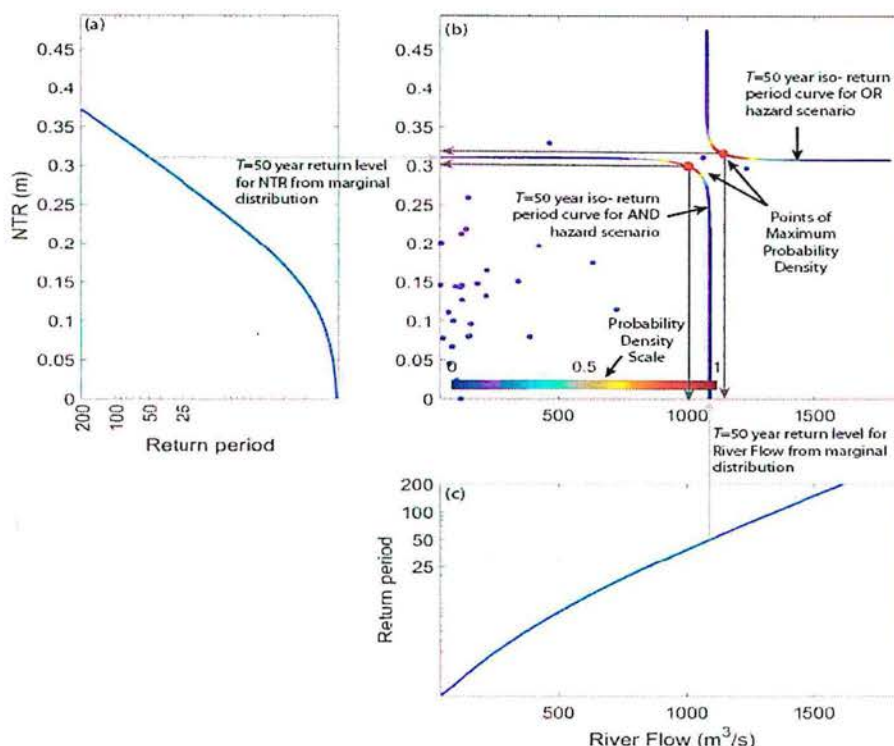 (a)
NTR (m)
0.45
0.4
0.35
0.3
0.25
0.2
0.15
0.1
0.05
0
200
100
50
25
Return period
T=50 year return level
for NTR from marginal
distribution
(b)
0.45
0.4
0.35
0.3
0.25
0.2
0.15
0.1
0.05
0
T=50 year iso- return
period curve for OR
hazard scenario
T=50 year iso- return
period curve for AND
hazard scenario
Points of
Maximum
Probability
Density
Probability
Density
Scale
0
0.5
1
500
1000
1500
T=50 year return level for
River Flow from marginal
distribution
(c)
200
100
50
25
Return period
500
1000
1500
River Flow (m³/s)